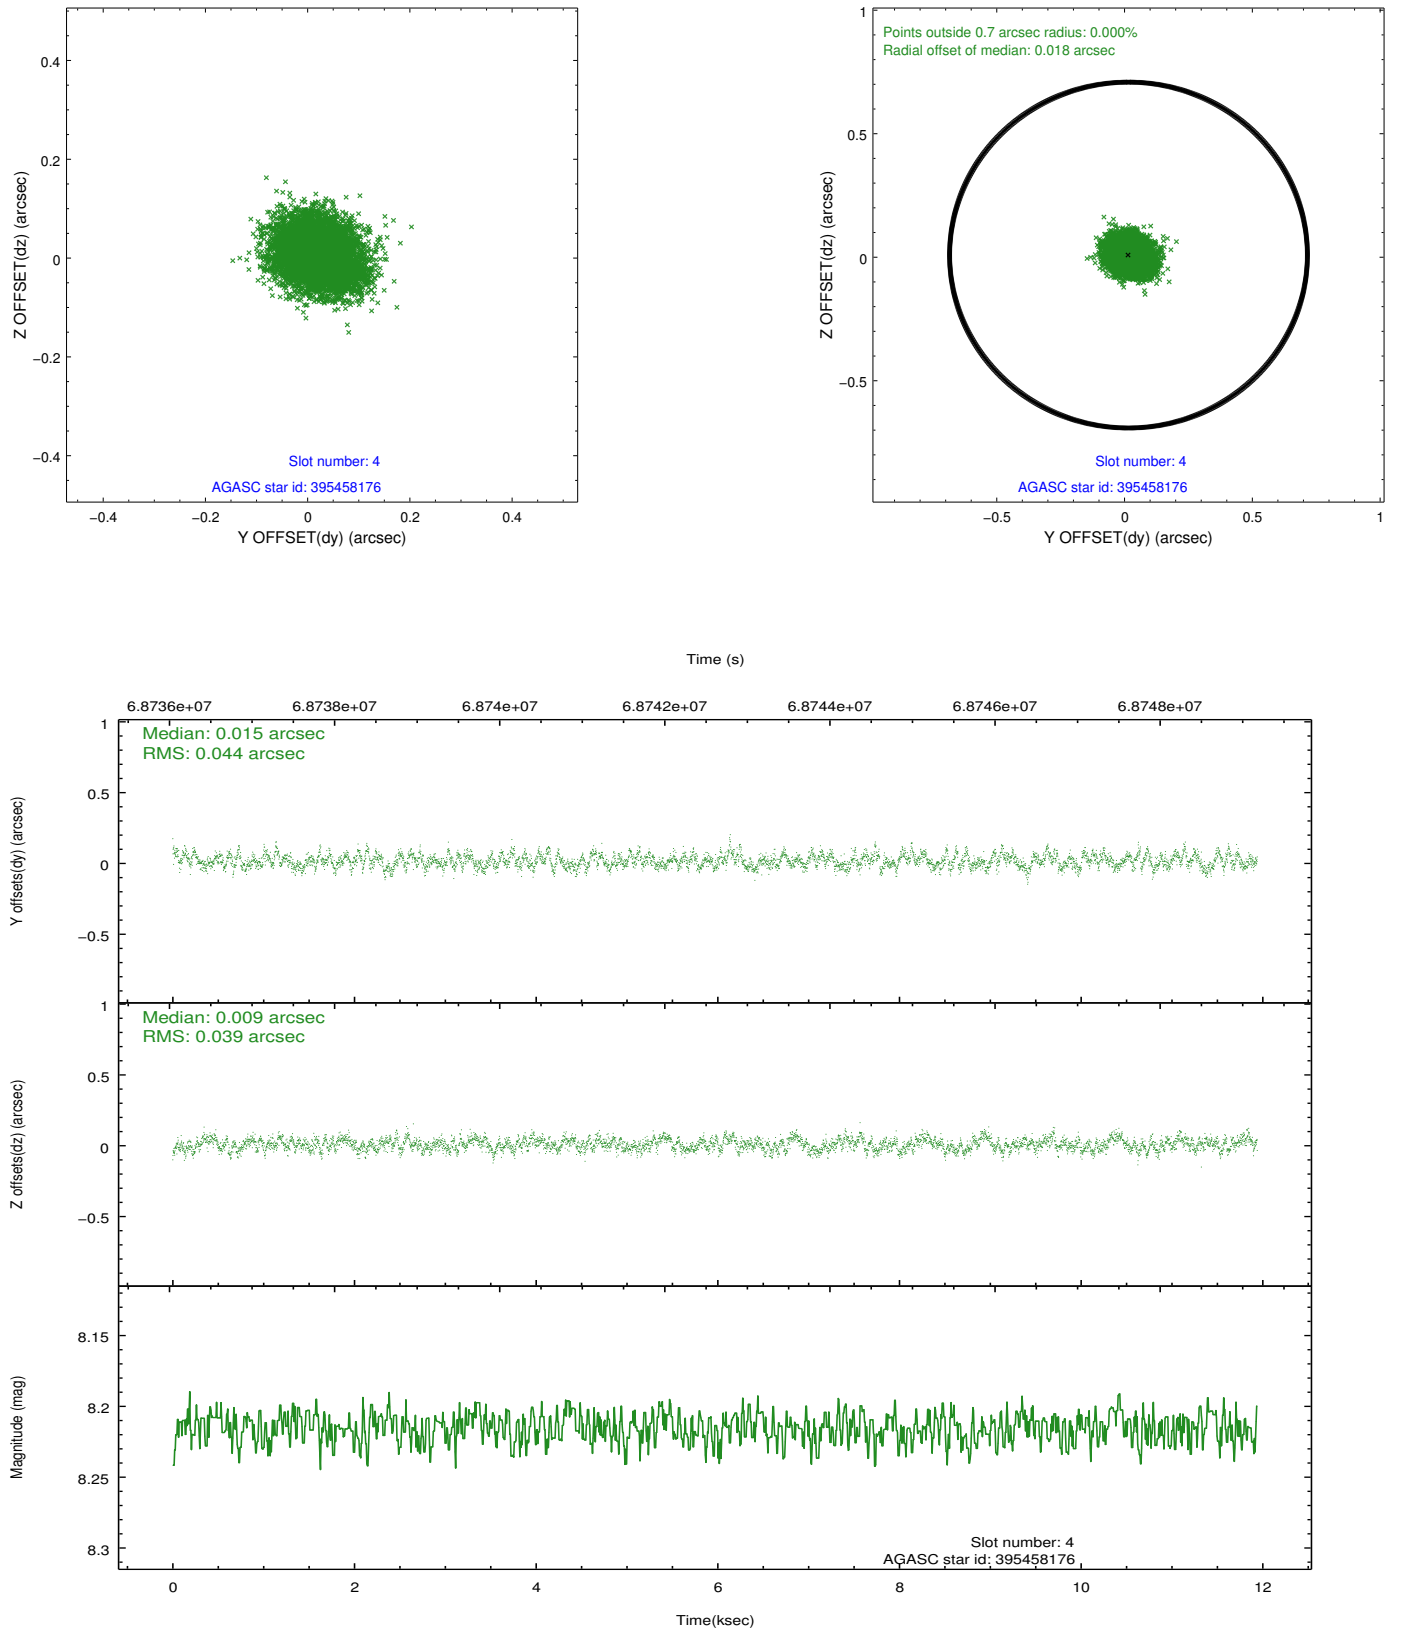 0.4
0.2
0
−0.2
−0.4
Z OFFSET(dz) (arcsec)
Slot number: 4
AGASC star id: 395458176
−0.4 −0.2 0 0.2 0.4
Y OFFSET(dy) (arcsec)
Points outside 0.7 arcsec radius: 0.000%
Radial offset of median: 0.018 arcsec
1
0.5
0
−0.5
Z OFFSET(dz) (arcsec)
Slot number: 4
AGASC star id: 395458176
−0.5 0 0.5 1
Y OFFSET(dy) (arcsec)
Time (s)
6.8736e+07 6.8738e+07 6.874e+07 6.8742e+07 6.8744e+07 6.8746e+07 6.8748e+07
Median: 0.015 arcsec
RMS: 0.044 arcsec
1
0.5
0
−0.5
Y offsets(dy) (arcsec)
Median: 0.009 arcsec
RMS: 0.039 arcsec
1
0.5
0
−0.5
Z offsets(dz) (arcsec)
8.15
8.2
8.25
8.3
Magnitude (mag)
Slot number: 4
AGASC star id: 395458176
0 2 4 6 8 10 12
Time(ksec)